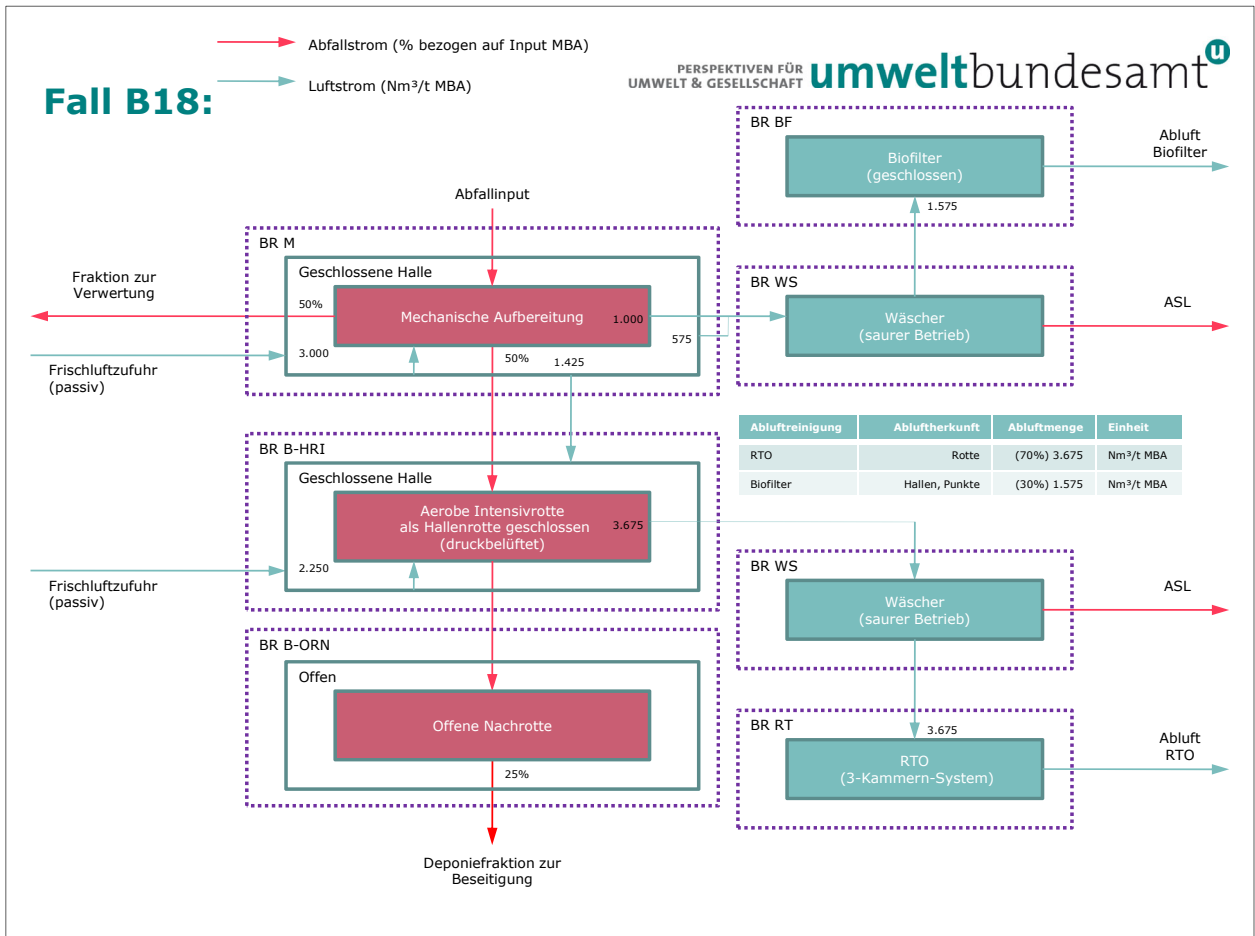 Abfallstrom (% bezogen auf Input MBA)
Luftstrom (Nm³/t MBA)
Fall B18:
PERSPEKTIVEN FÜR
UMWELT & GESELLSCHAFT
umweltbundesamt
u
BR BF
Biofilter
(geschlossen)
1.575
Abluft
Biofilter
Abfallinput
BR M
Geschlossene Halle
Fraktion zur
Verwertung
50%
Mechanische Aufbereitung
1.000
575
3.000
50%
1.425
Frischluftzufuhr
(passiv)
BR WS
Wäscher
(saurer Betrieb)
ASL
Abluftreinigung Abluftherkunft Abluftmenge Einheit
RTO Rotte (70%) 3.675 Nm³/t MBA
Biofilter Hallen, Punkte (30%) 1.575 Nm³/t MBA
BR B-HRI
Geschlossene Halle
Aerobe Intensivrotte
als Hallenrotte geschlossen
(druckbelüftet)
3.675
2.250
Frischluftzufuhr
(passiv)
BR WS
Wäscher
(saurer Betrieb)
ASL
BR B-ORN
Offen
Offene Nachrotte
25%
Deponiefraktion zur
Beseitigung
BR RT
3.675
RTO
(3-Kammern-System)
Abluft
RTO